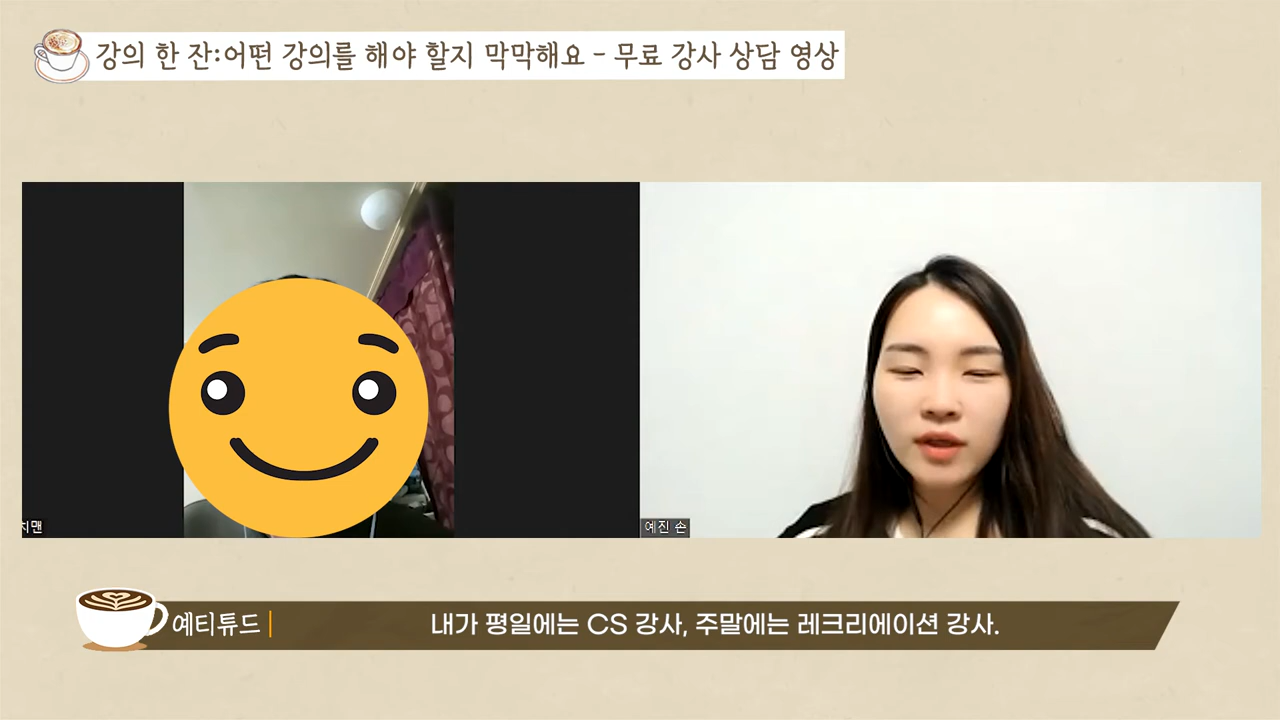 강의 한 잔:어떤 강의를 해야 할지 막막해요 - 무료 강사 상담 영상
치맨
예진 손
예티튜드
내가 평일에는 CS 강사, 주말에는 레크리에이션 강사.